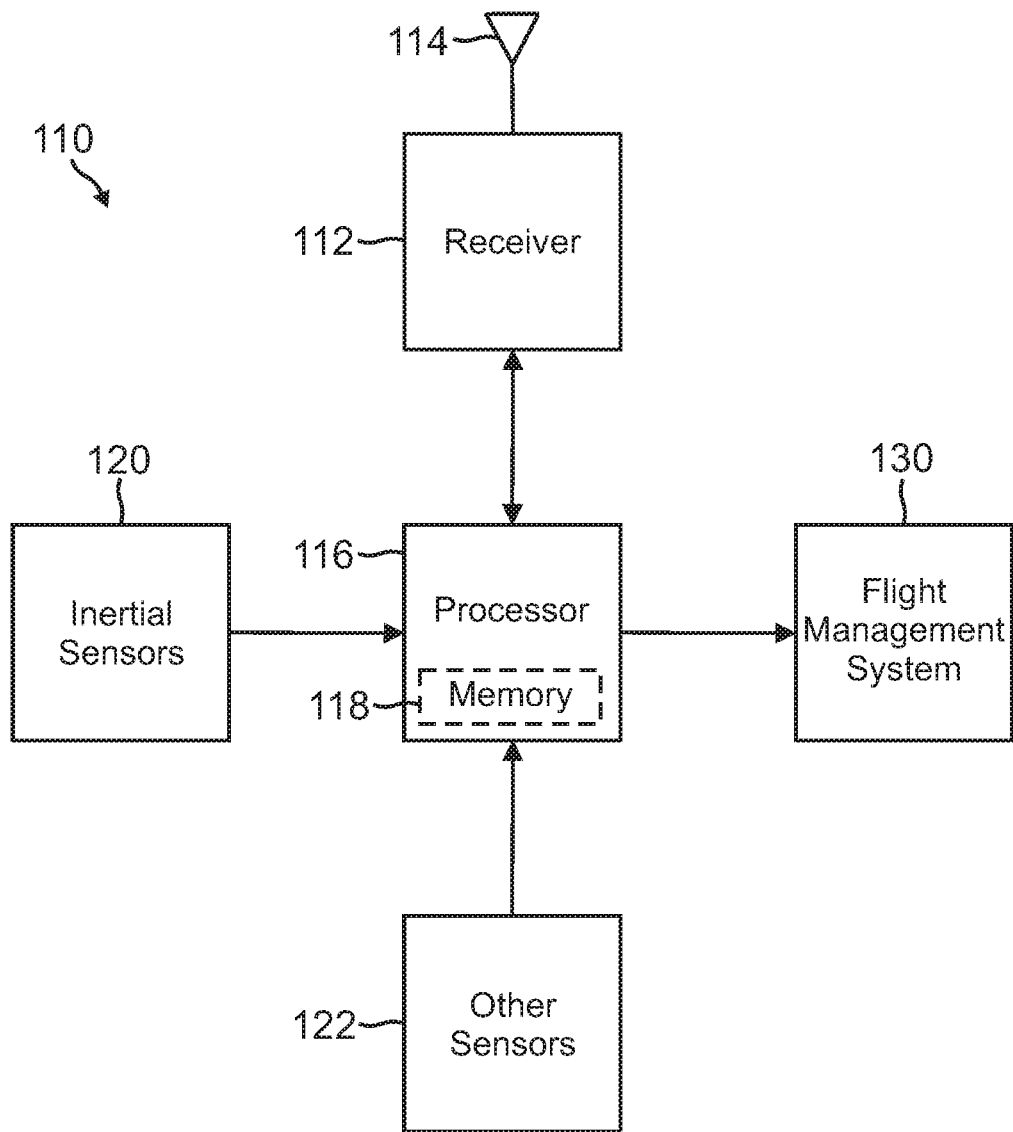 114
110
112
Receiver
120
130
116
Inertial
Sensors
Processor
Flight
Management
System
118
Memory
122
Other
Sensors